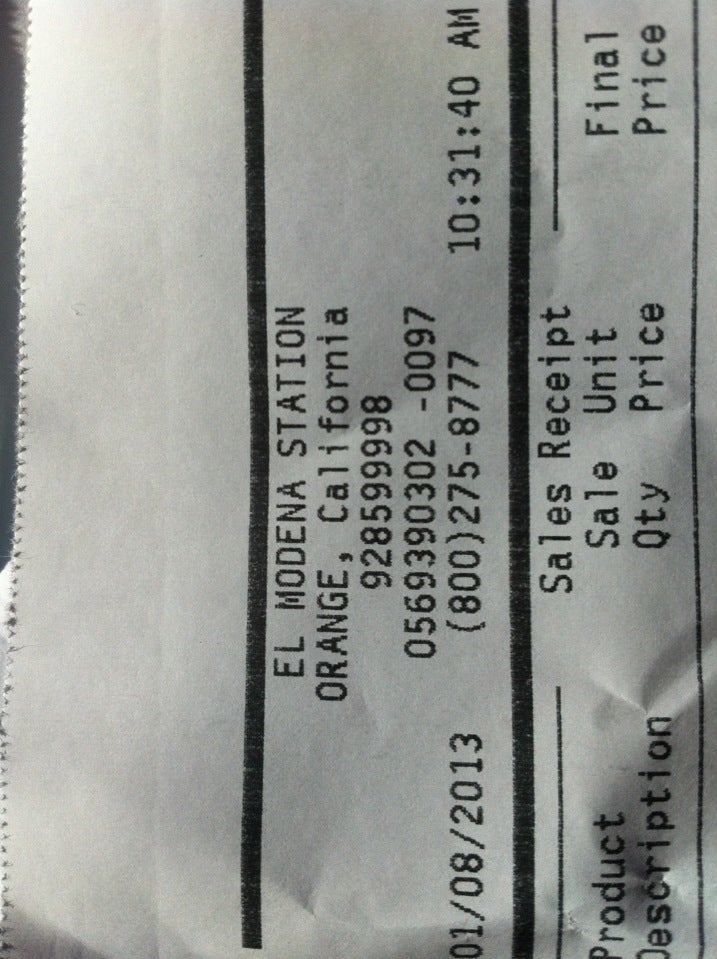 EL MODENA STATION
ORANGE, California
928599998
0569390302 -0097
01/08/2013 (800)275-8777 10:31:40 AM
Sales Receipt
Product Sale Unit Final
Description Qty Price Price